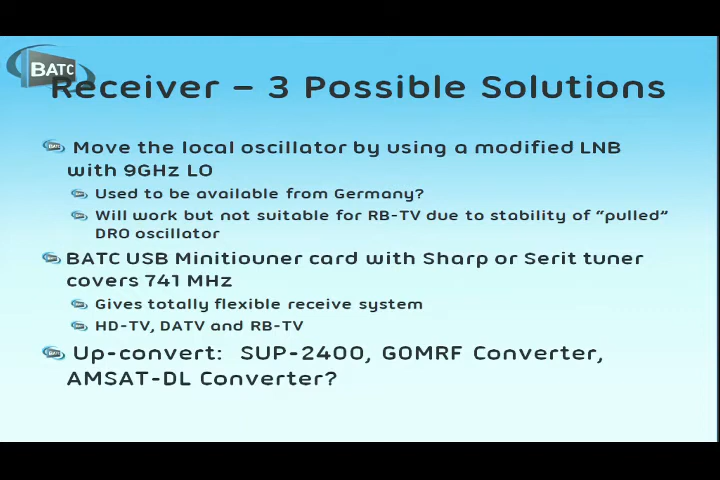 BATC
Receiver – 3 Possible Solutions
Move the local oscillator by using a modified LNB
with 9GHz LO
Used to be available from Germany?
Will work but not suitable for RB-TV due to stability of “pulled”
DRO oscillator
BATC USB Minitiouner card with Sharp or Serit tuner
covers 741 MHz
Gives totally flexible receive system
HD-TV, DATV and RB-TV
Up-convert: SUP-2400, G0MRF Converter,
AMSAT-DL Converter?